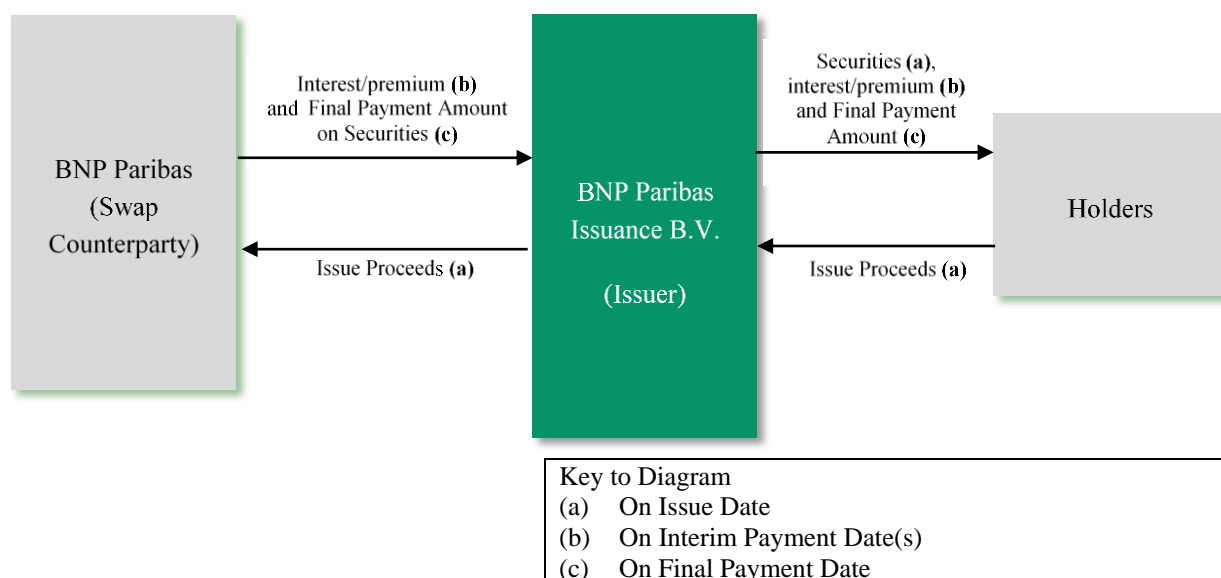 BNP Paribas
(Swap
Counterparty)
Interest/premium (b)
and Final Payment Amount
on Securities (c)
Issue Proceeds (a)
BNP Paribas
Issuance B.V.
(Issuer)
Securities (a),
interest/premium (b)
and Final Payment
Amount (c)
Issue Proceeds (a)
Holders
Key to Diagram
(a) On Issue Date
(b) On Interim Payment Date(s)
(c) On Final Payment Date